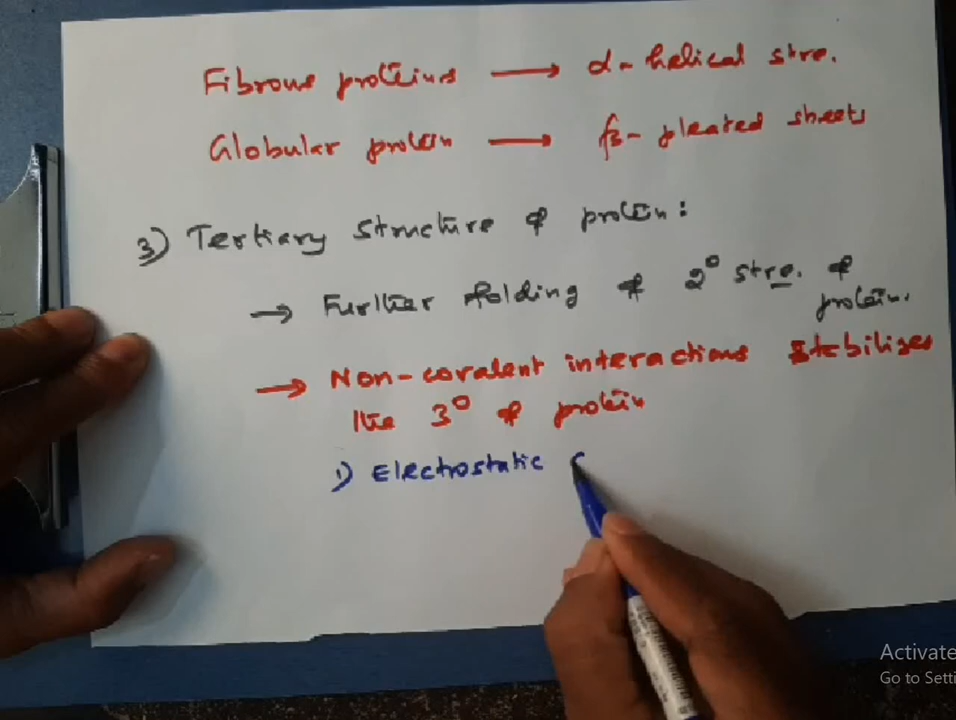 Fibrous proteins → α-helical stre.
Globular protein → β-pleated sheets
3) Tertiary structure of protein:
→ Further folding of 2° stre. of
protein.
→ Non-covalent interactions stabilizes
the 3° of protein
1) Electrostatic
Activate
Go to Setti